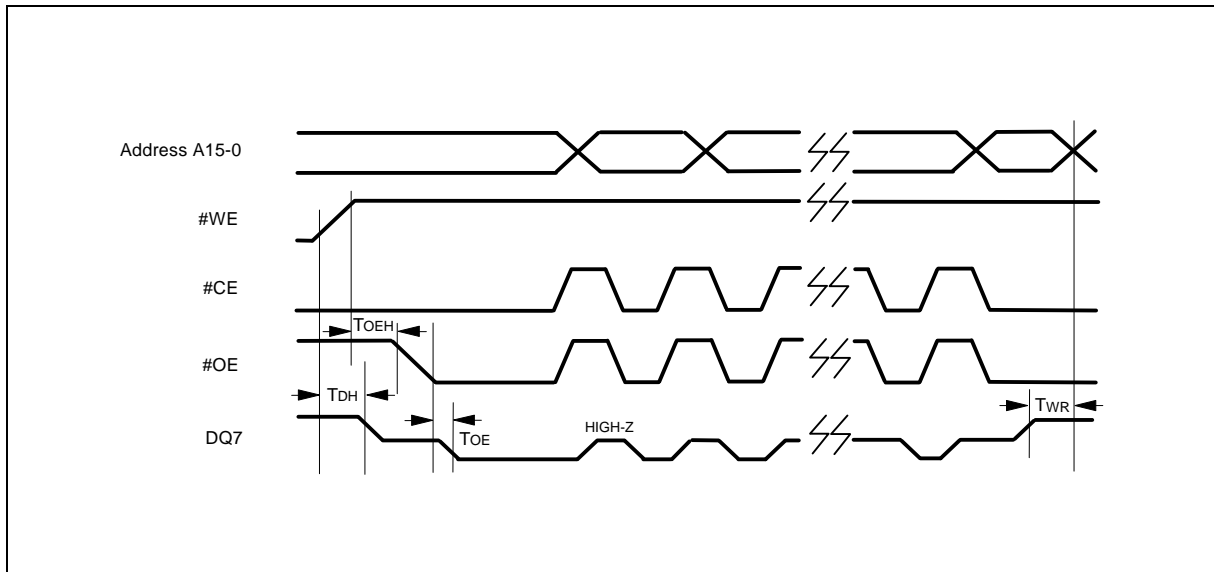 Address A15-0
#WE
#CE
TOEH
#OE
TDH
TWR
DQ7
TOE
HIGH-Z